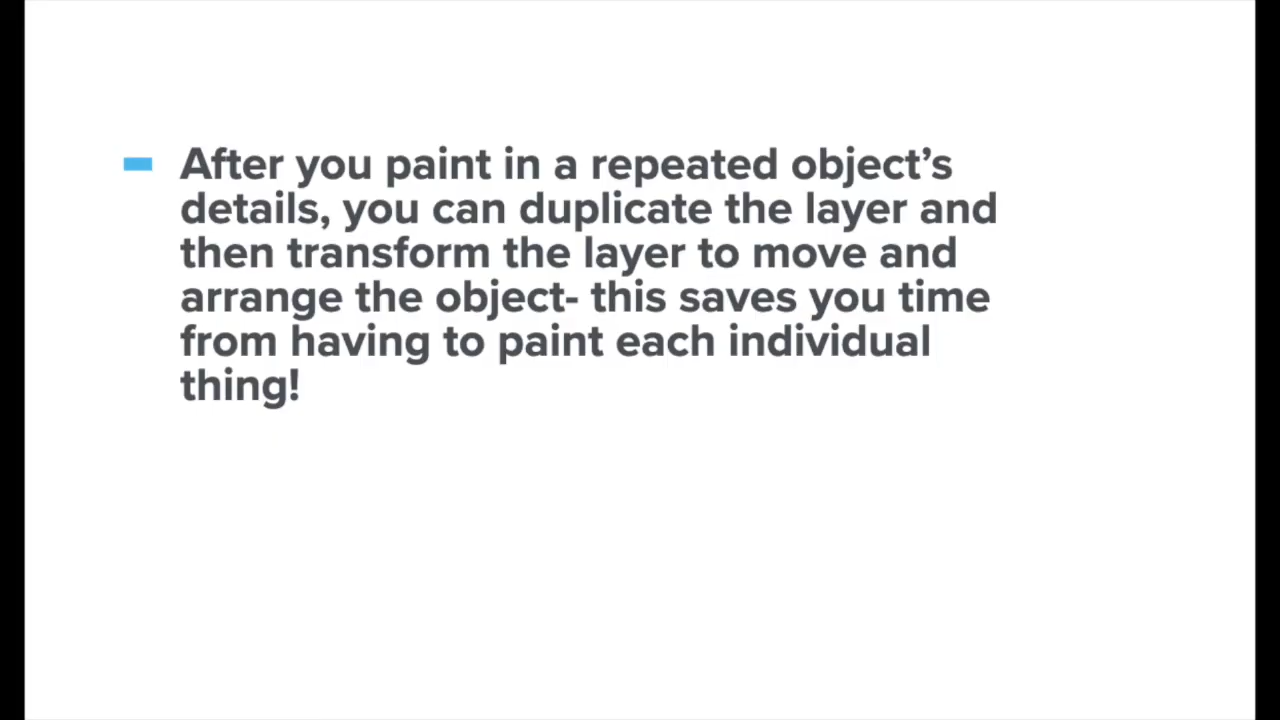 After you paint in a repeated object’s
details, you can duplicate the layer and
then transform the layer to move and
arrange the object- this saves you time
from having to paint each individual
thing!